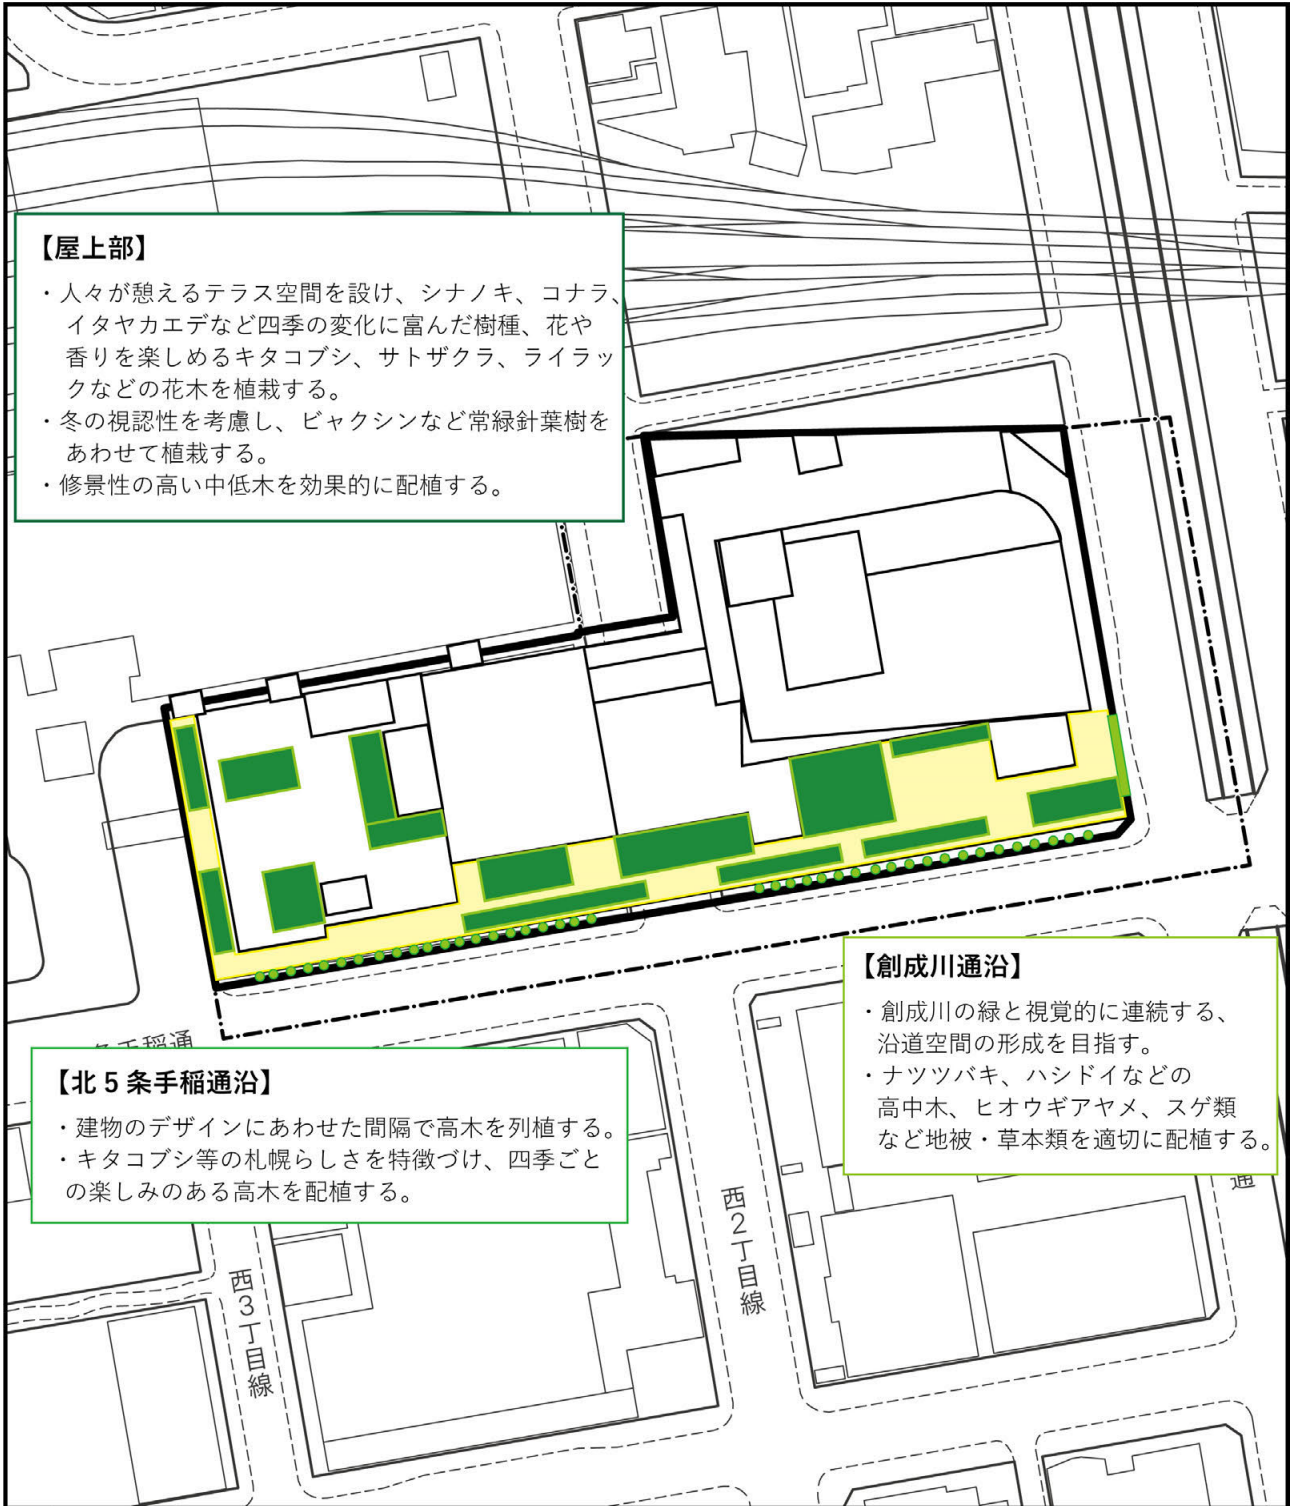 【屋上部】
・人々が憩えるテラス空間を設け、シナノキ、コナラ、
イタヤカエデなど四季の変化に富んだ樹種、花や
香りを楽しめるキタコブシ、サトザクラ、ライラッ
クなどの花木を植栽する。
・冬の視認性を考慮し、ビャクシンなど常緑針葉樹を
あわせて植栽する。
・修景性の高い中低木を効果的に配植する。
【創成川通沿】
・創成川の緑と視覚的に連続する、
沿道空間の形成を目指す。
・ナツツバキ、ハシドイなどの
高中木、ヒオウギアヤメ、スゲ類
など地被・草本類を適切に配植する。
条手稲通
【北5条手稲通沿】
・建物のデザインにあわせた間隔で高木を列植する。
・キタコブシ等の札幌らしさを特徴づけ、四季ごと
の楽しみのある高木を配植する。
通
西2丁目線
西3丁目線